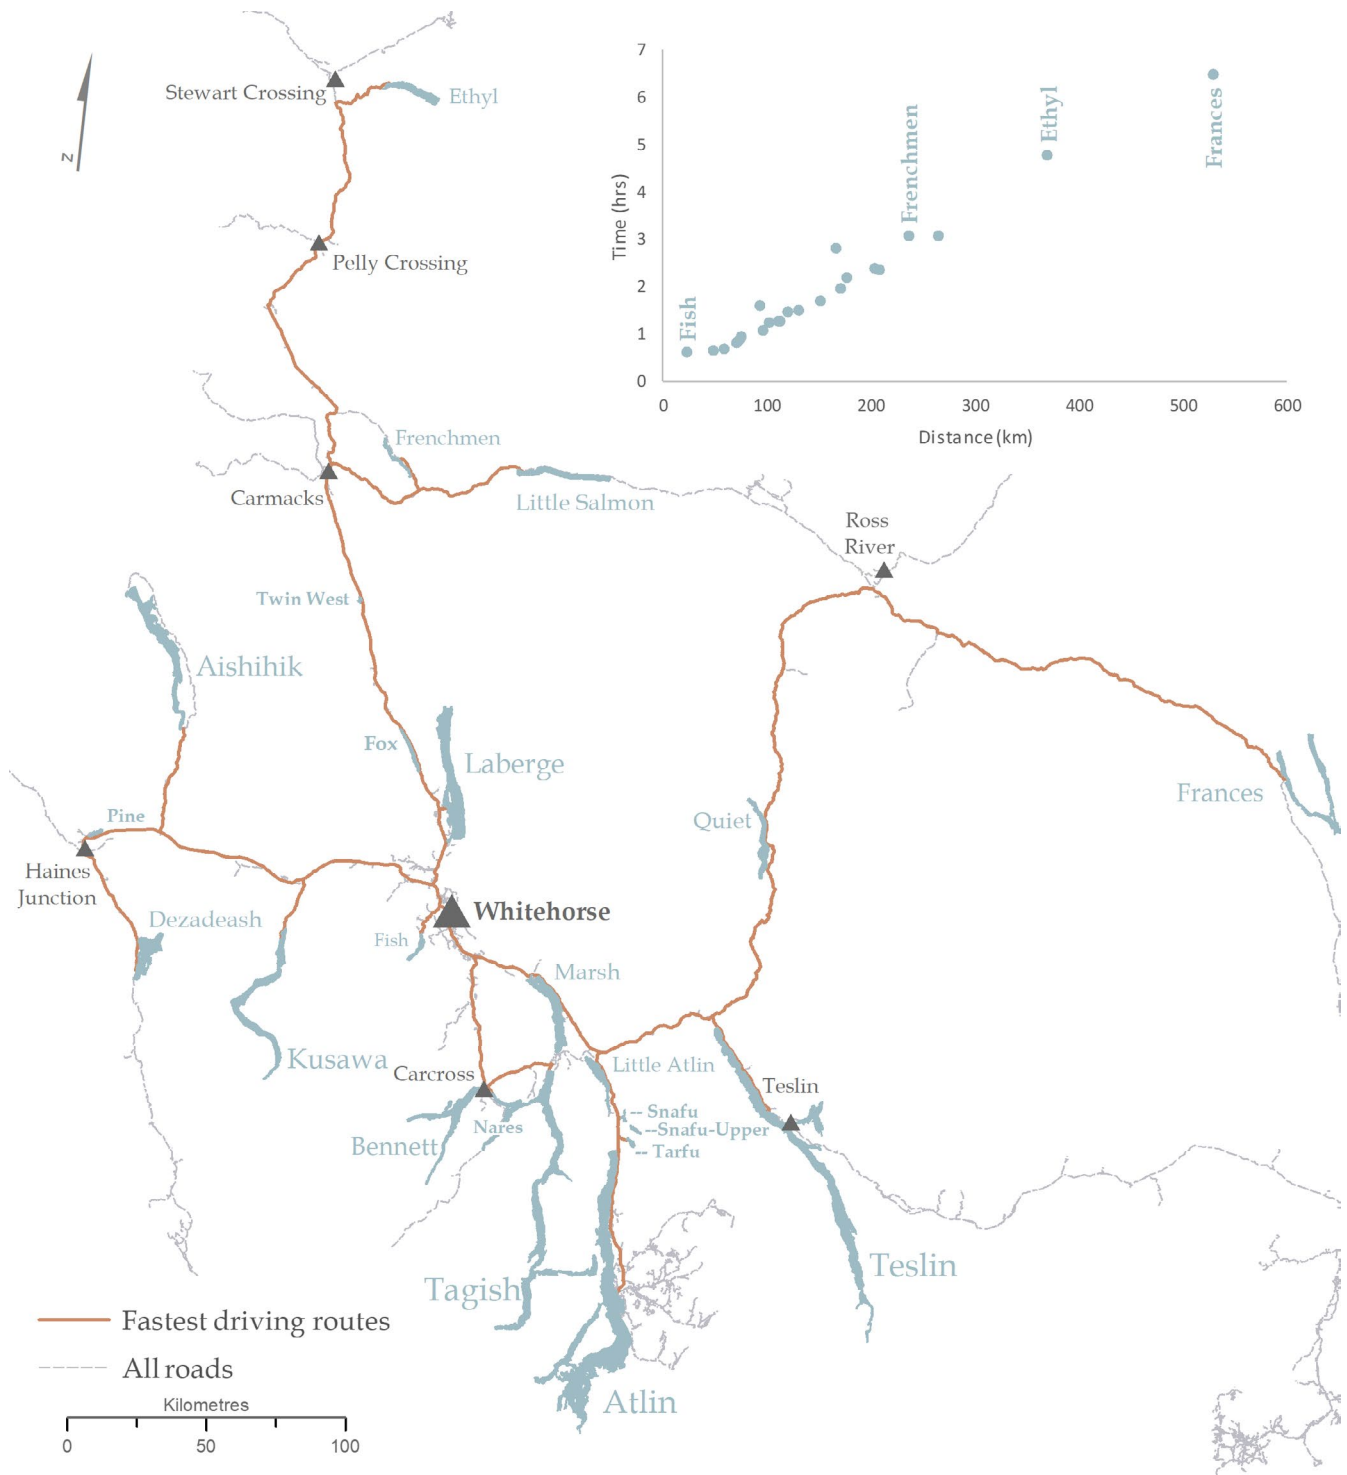 7
Stewart Crossing
Ethyl
6
Ethyl
Frances
5
Frenchmen
N
4
Time (hrs)
3
Pelly Crossing
2
Fish
1
0
0 100 200 300 400 500 600
Distance (km)
Frenchmen
Carmacks
Little Salmon
Ross
River
Twin West
Aishihik
Fox
Laberge
Frances
Pine
Quiet
Haines
Junction
Dezadeash
Whitehorse
Fish
Marsh
Kusawa
Carcross
Little Atlin
Teslin
Snafu
Nares
Snafu-Upper
Bennett
Tarfu
Teslin
Tagish
Fastest driving routes
All roads
Atlin
Kilometres
0 50 100